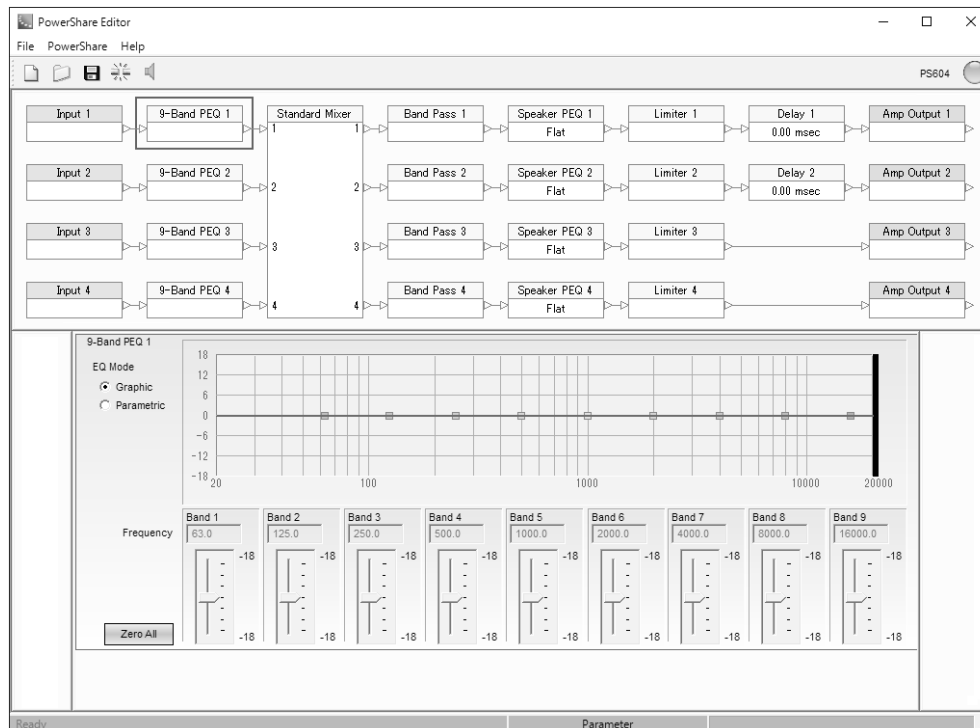 PowerShare Editor
File PowerShare Help
PS604
Input 1 9-Band PEQ 1 Standard Mixer Band Pass 1 Speaker PEQ 1 Limiter 1 Delay 1 Amp Output 1
1 1 Flat 0.00 msec
Input 2 9-Band PEQ 2 Band Pass 2 Speaker PEQ 2 Limiter 2 Delay 2 Amp Output 2
2 2 Flat 0.00 msec
Input 3 9-Band PEQ 3 Band Pass 3 Speaker PEQ 3 Limiter 3 Amp Output 3
3 3 Flat
Input 4 9-Band PEQ 4 Band Pass 4 Speaker PEQ 4 Limiter 4 Amp Output 4
4 4 Flat
9-Band PEQ 1
EQ Mode
Graphic
Parametric
18
12
6
0
-6
-12
-18
20 100 1000 10000 20000
Band 1 Band 2 Band 3 Band 4 Band 5 Band 6 Band 7 Band 8 Band 9
Frequency 63.0 125.0 250.0 500.0 1000.0 2000.0 4000.0 8000.0 16000.0
-18 -18 -18 -18 -18 -18 -18 -18 -18
-18 -18 -18 -18 -18 -18 -18 -18 -18
Zero All
Ready Parameter